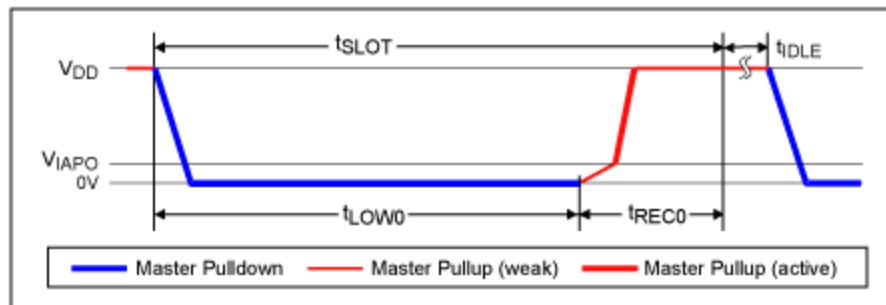 tSLOT
tIDLE
VDD
VIAPO
0V
tLOW0
tREC0
Master Pulldown Master Pullup (weak) Master Pullup (active)